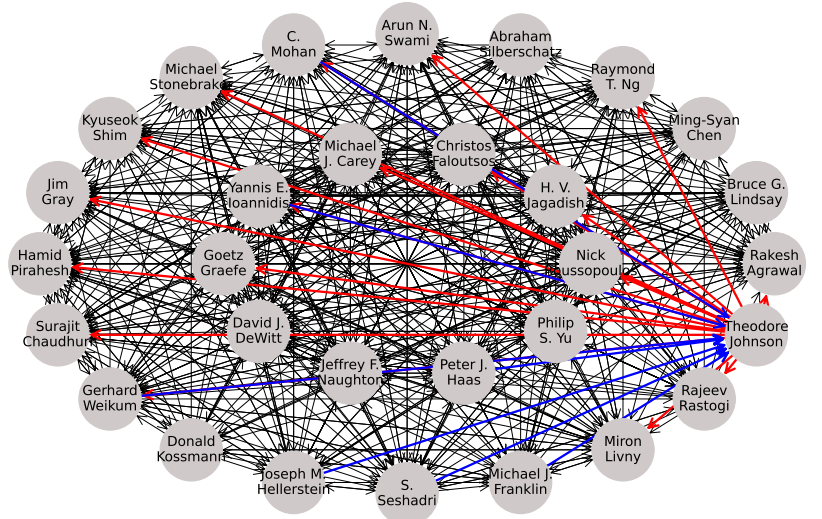 Arun N.
Swami
C.
Mohan
Abraham
Silberschatz
Michael
Stonebrake
Raymond
T. Ng
Kyuseok
Shim
Ming-Syan
Chen
Michael
J. Carey
Christos
Faloutsos
Jim
Gray
Yannis E.
Ioannidis
H. V.
Jagadish
Bruce G.
Lindsay
Hamid
Pirahesh
Goetz
Graefe
Nick
Roussopoulos
Rakesh
Agrawal
Surajit
Chaudhuri
David J.
DeWitt
Philip
S. Yu
Theodore
Johnson
Jeffrey F.
Naughton
Peter J.
Haas
Gerhard
Weikum
Rajeev
Rastogi
Donald
Kossmann
Miron
Livny
Joseph M.
Hellerstein
S.
Seshadri
Michael J.
Franklin